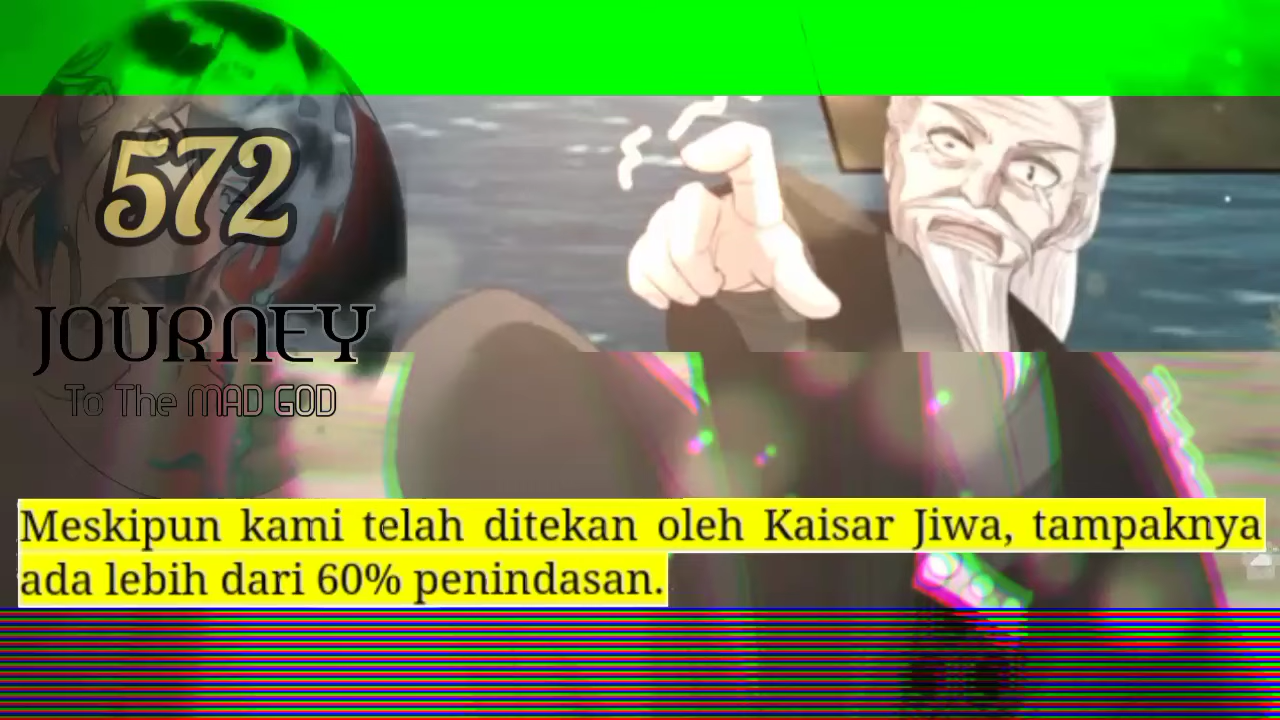 572
JOURNEY
To The MAD GOD
Meskipun kami telah ditekan oleh Kaisar Jiwa, tampaknya
ada lebih dari 60% penindasan.